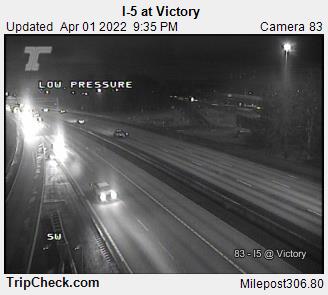 I-5 at Victory
Updated Apr 01 2022 9:35 PM Camera 83
LOW PRESSURE
SW
83 - I5 @ Victory
TripCheck.com Milepost306.80